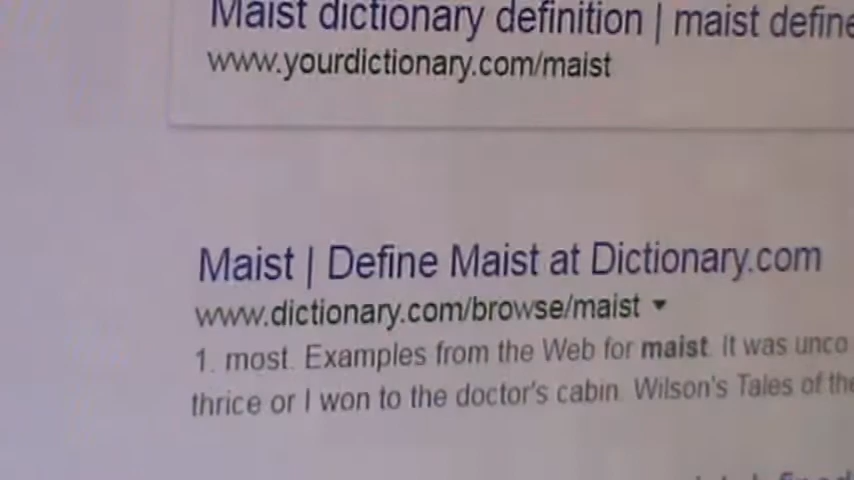 Maist dictionary definition | maist define
www.yourdictionary.com/maist
Maist | Define Maist at Dictionary.com
www.dictionary.com/browse/maist ▼
1. most. Examples from the Web for maist. It was unco
thrice or I won to the doctor's cabin. Wilson's Tales of the